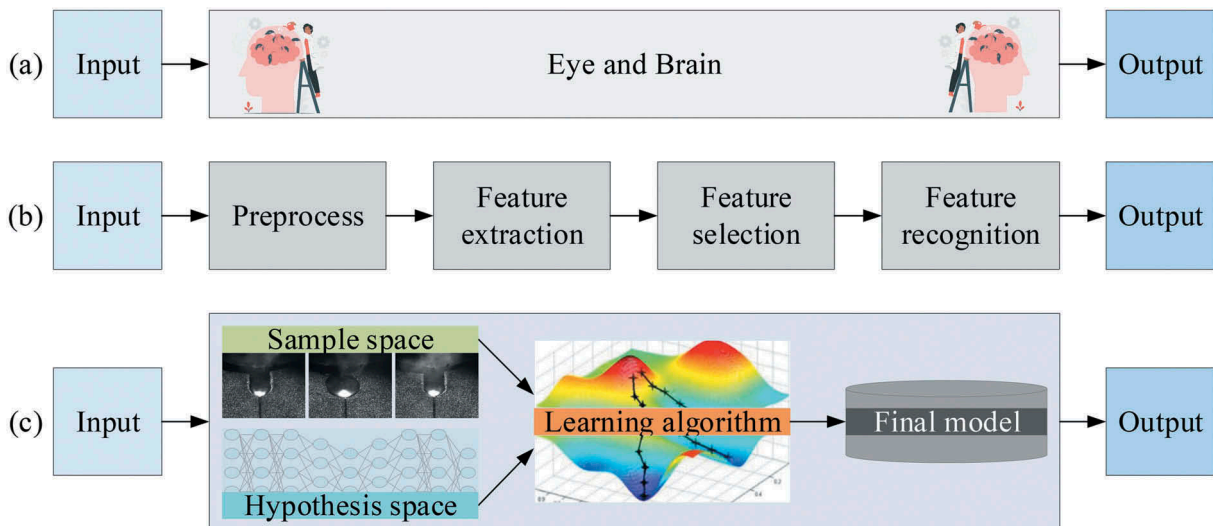 (a)
Input
Eye and Brain
Output
(b)
Input
Preprocess
Feature
extraction
Feature
selection
Feature
recognition
Output
(c)
Input
Sample space
Hypothesis space
Learning algorithm
Final model
Output